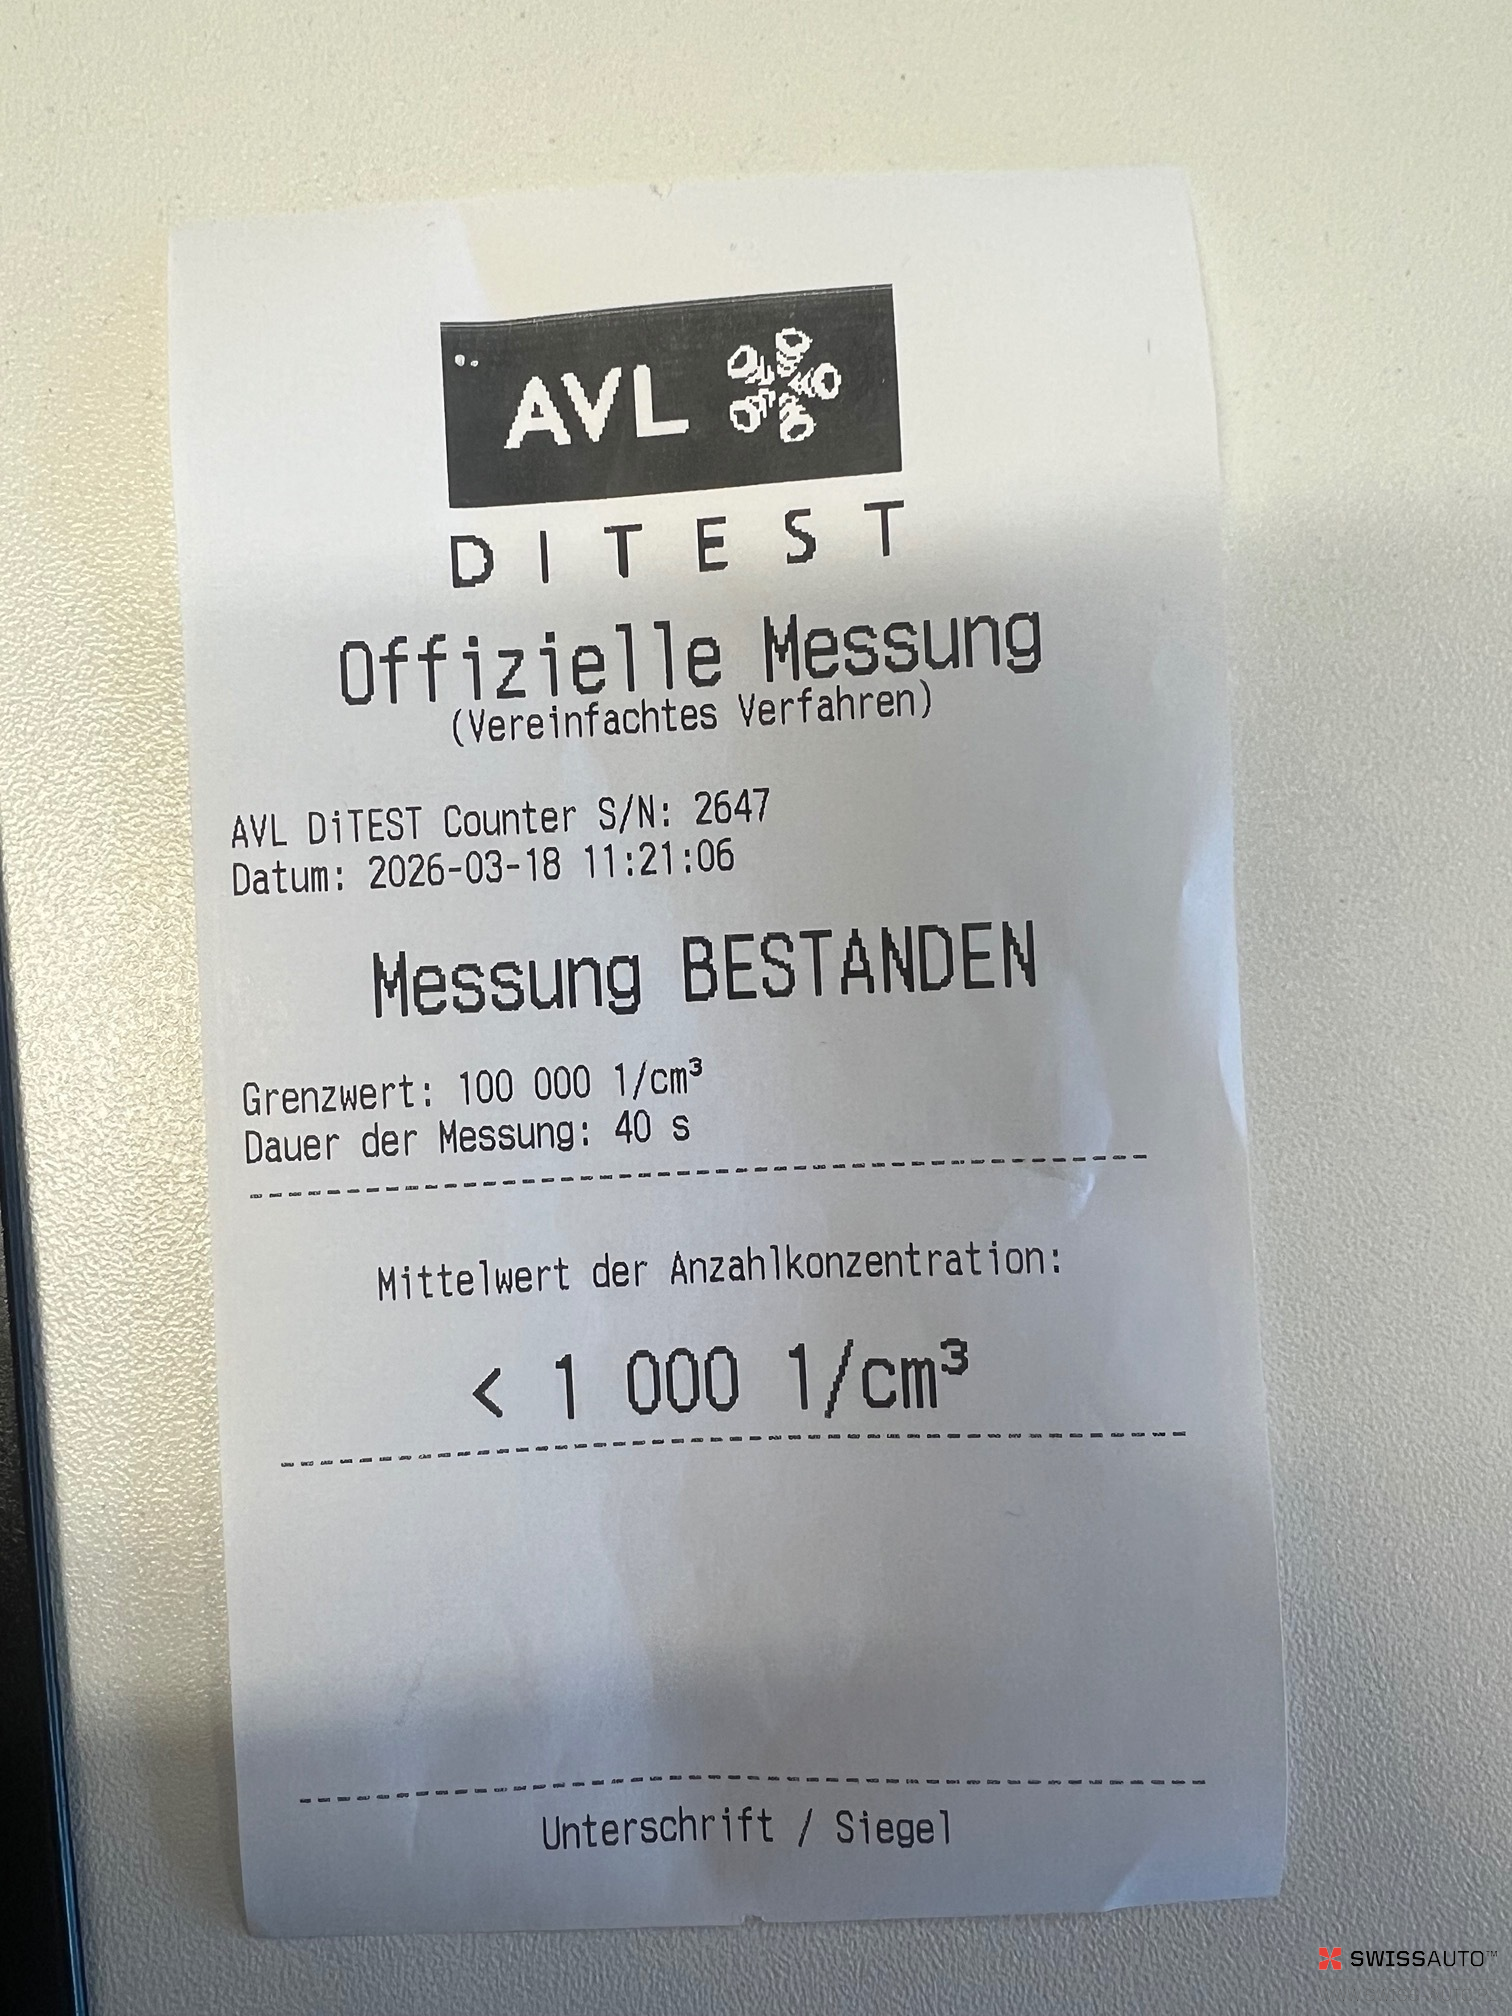 AVL
DITEST
Offizielle Messung
(Vereinfachtes Verfahren)
AVL DiTEST Counter S/N: 2647
Datum: 2026-03-18 11:21:06
Messung BESTANDEN
Grenzwert: 100 000 1/cm³
Dauer der Messung: 40 s
Mittelwert der Anzahlkonzentration:
< 1 000 1/cm³
Unterschrift / Siegel
SWISSAUTO™